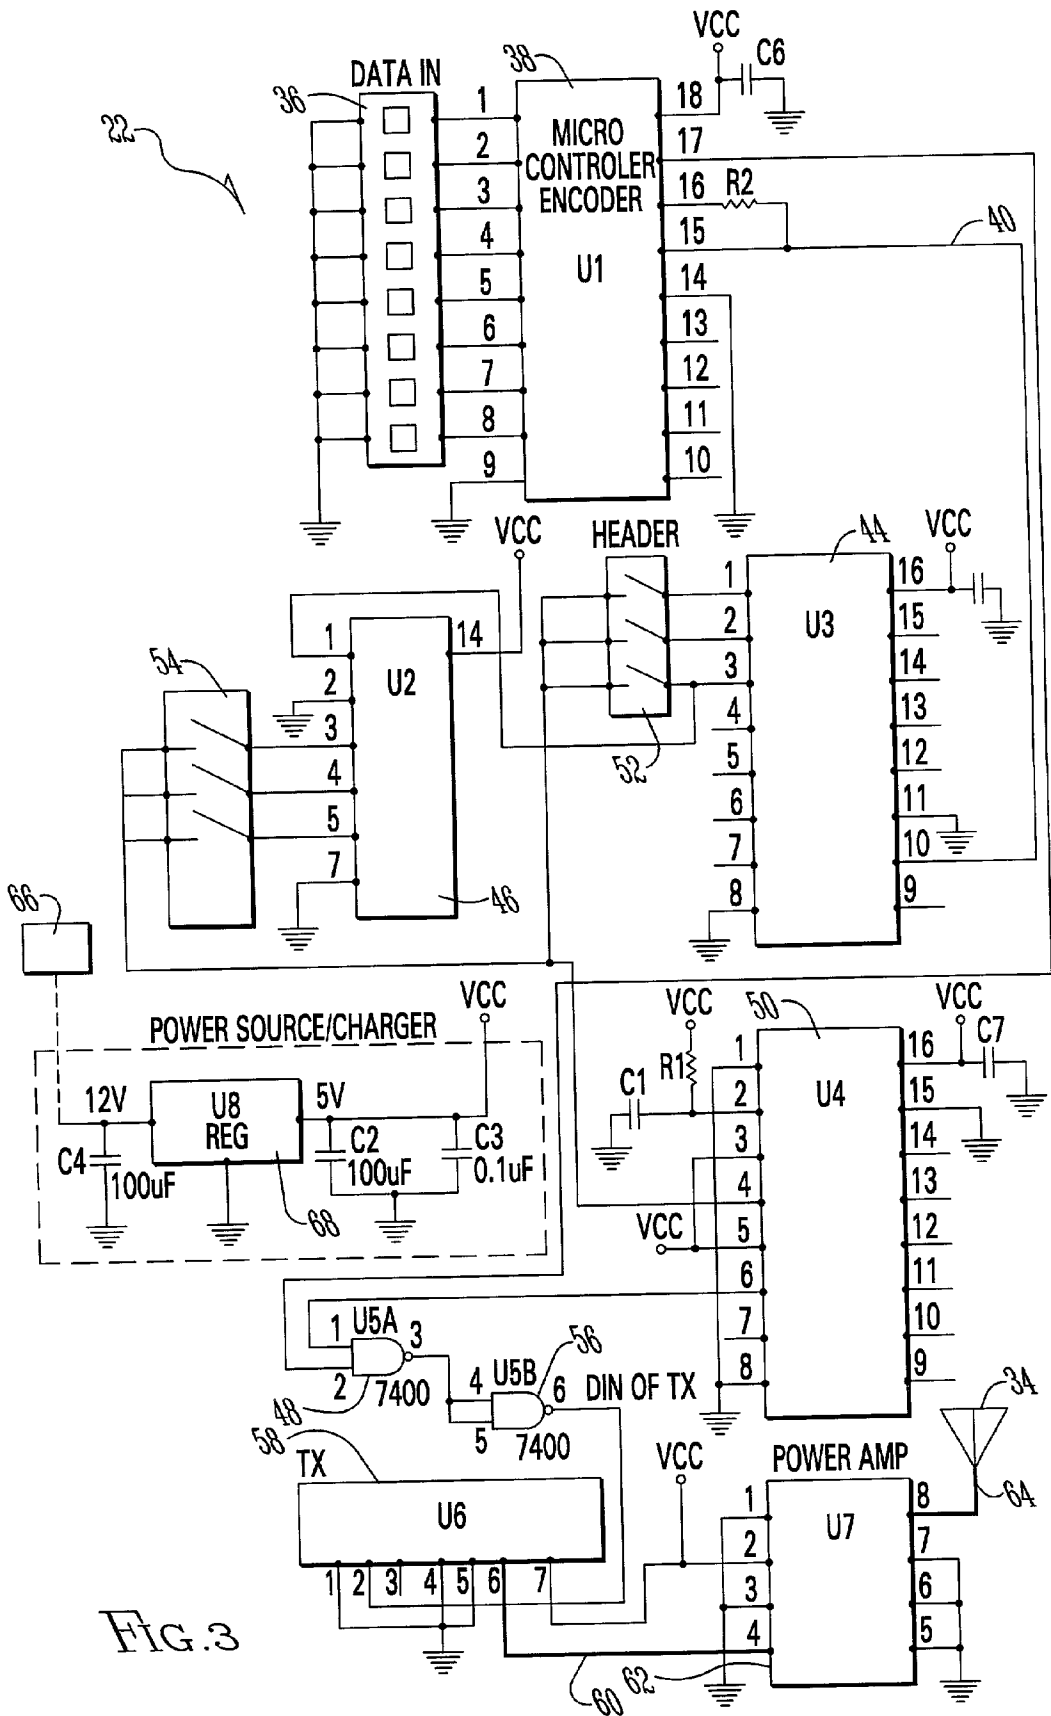 VCC
C6
38
DATA IN
36
22
1
18
MICRO
CONTROLER
ENCODER
U1
2
17
3
16
R2
4
15
40
5
14
6
13
7
12
8
11
9
10
VCC
HEADER
44
VCC
1
16
U3
2
15
3
14
4
13
5
12
6
11
7
10
8
9
52
54
1
14
U2
2
3
4
5
7
46
66
POWER SOURCE/CHARGER
VCC
12V
U8
REG
5V
C4
100uF
C2
100uF
C3
0.1uF
68
VCC
50
VCC
C7
R1
C1
1
16
U4
2
15
3
14
4
13
VCC
5
12
6
11
7
10
8
9
1
U5A
3
2
7400
48
56
U5B
4
6
DIN OF TX
5
7400
58
TX
U6
1
2
3
4
5
6
7
VCC
POWER AMP
34
64
1
8
U7
2
7
3
6
4
5
60
62
FIG.3